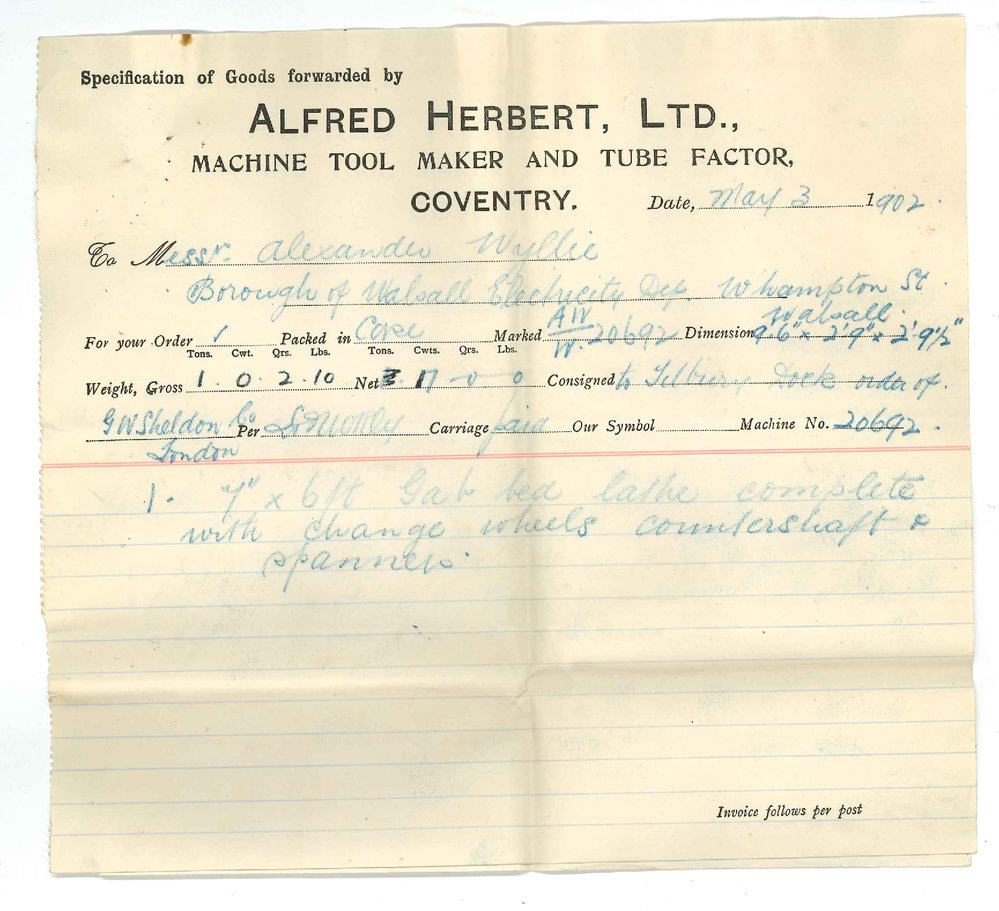 Specification of Goods forwarded by
ALFRED HERBERT, LTD.,
MACHINE TOOL MAKER AND TUBE FACTOR,
COVENTRY. Date, May 3 1902.
To Messr. Alexander Wyllie
Borough of Walsall Electricity Dep. W'hampton St.
Walsall.
For your Order 1 Packed in Case Marked AW/W. 20692 Dimension 9'6" x 2'9" x 2'9½"
Tons. Cwt. Qrs. Lbs. Tons. Cwts. Qrs. Lbs.
Weight, Gross 1. 0. 2. 10 Net 17 0 0 Consigned to Tilbury Dock order of.
G W Sheldon Co Per Carriage paid Our Symbol Machine No. 20692.
London
1. 7" x 6ft Gab bed lathe complete
with change wheels countershaft &
spanners.
Invoice follows per post